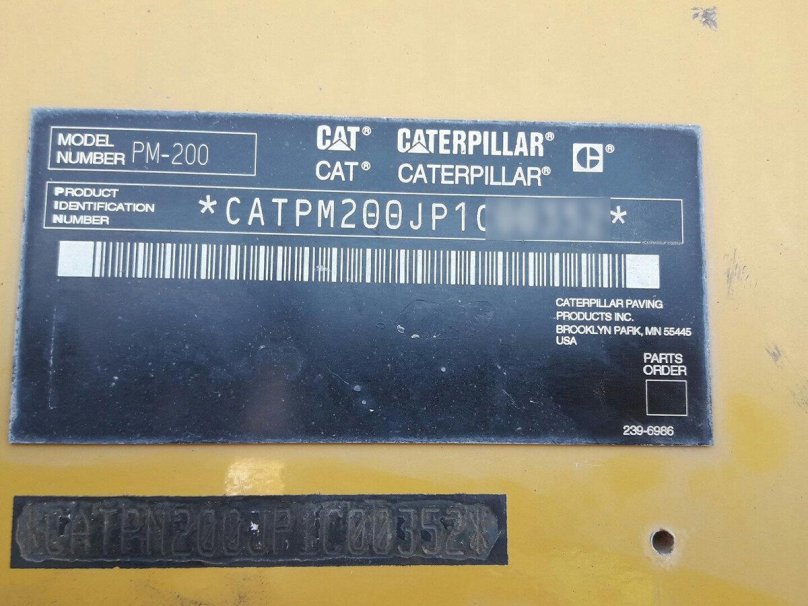 MODEL NUMBER PM-200
CAT® CATERPILLAR® ®
CAT® CATERPILLAR®
PRODUCT IDENTIFICATION NUMBER *CATPM200JP1C *
CATERPILLAR PAVING
PRODUCTS INC.
BROOKLYN PARK, MN 55445
USA
PARTS
ORDER
239-6986
*CATPM200JP1C00352*